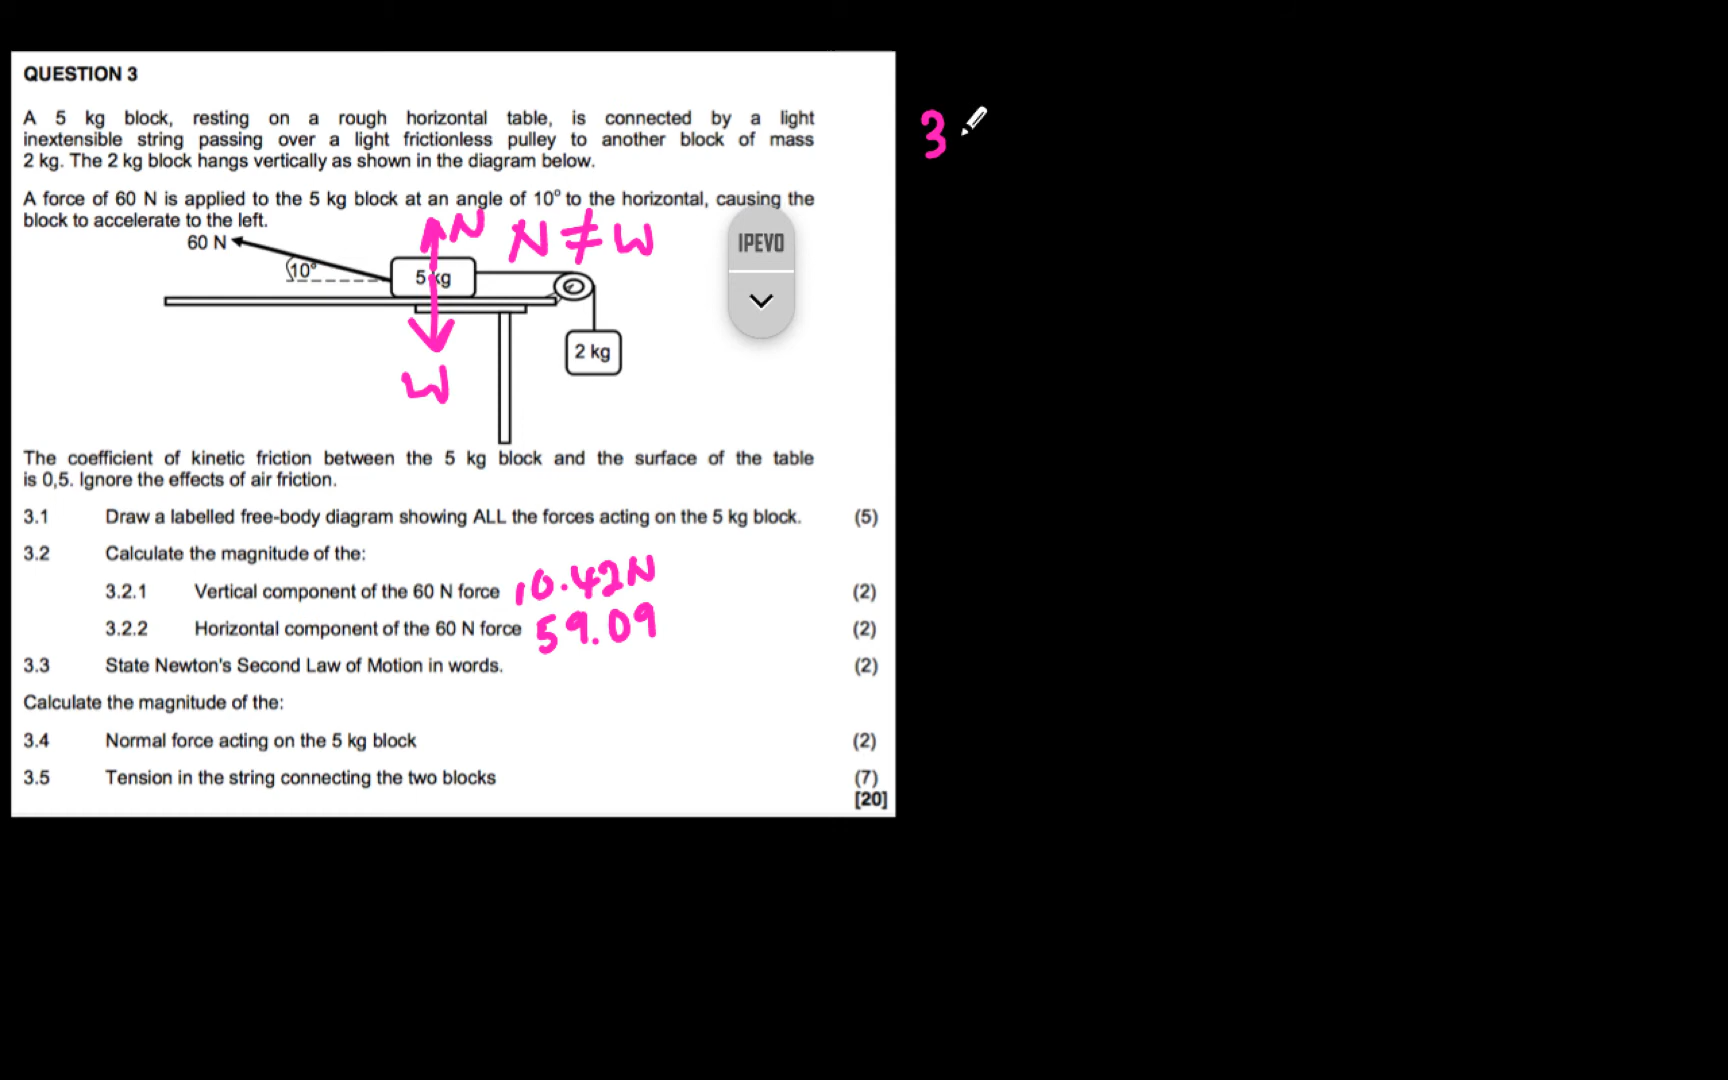 QUESTION 3
3
A 5 kg block, resting on a rough horizontal table, is connected by a light
inextensible string passing over a light frictionless pulley to another block of mass
2 kg. The 2 kg block hangs vertically as shown in the diagram below.
A force of 60 N is applied to the 5 kg block at an angle of 10° to the horizontal, causing the
block to accelerate to the left.
N N ≠ W
60 N
IPEVO
10°
5 kg
2 kg
W
The coefficient of kinetic friction between the 5 kg block and the surface of the table
is 0,5. Ignore the effects of air friction.
3.1 Draw a labelled free-body diagram showing ALL the forces acting on the 5 kg block. (5)
3.2 Calculate the magnitude of the:
3.2.1 Vertical component of the 60 N force 10.42N (2)
3.2.2 Horizontal component of the 60 N force 59.09 (2)
3.3 State Newton's Second Law of Motion in words. (2)
Calculate the magnitude of the:
3.4 Normal force acting on the 5 kg block (2)
3.5 Tension in the string connecting the two blocks (7)
[20]